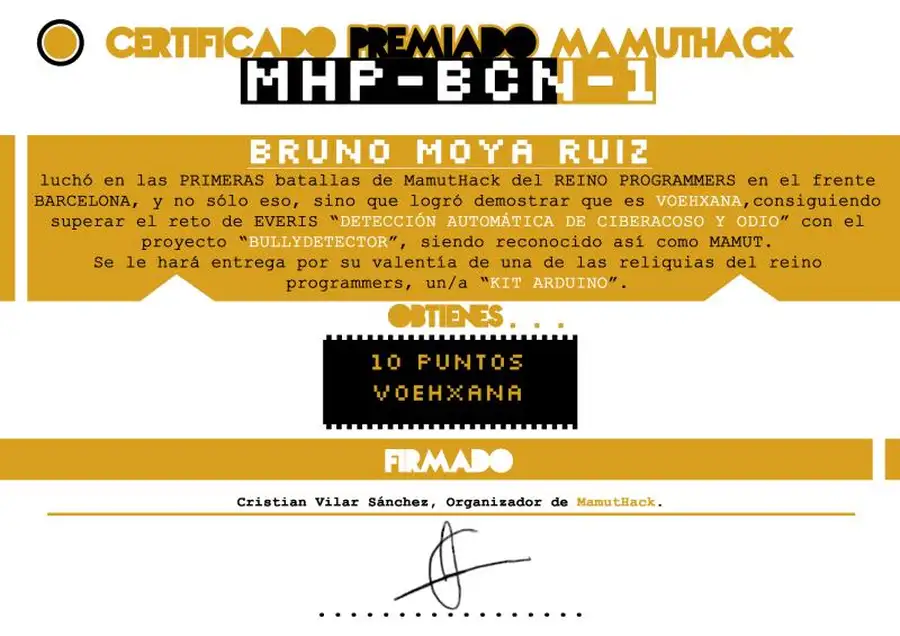 CERTIFICADO PREMIADO MAMUTHACK
MHP-BCN-1
BRUNO MOYA RUIZ
luchó en las PRIMERAS batallas de MamutHack del REINO PROGRAMMERS en el frente
BARCELONA, y no sólo eso, sino que logró demostrar que es VOEHXANA,consiguiendo
superar el reto de EVERIS “DETECCIÓN AUTOMÁTICA DE CIBERACOSO Y ODIO” con el
proyecto “BULLYDETECTOR”, siendo reconocido así como MAMUT.
Se le hará entrega por su valentía de una de las reliquias del reino
programmers, un/a “KIT ARDUINO”.
OBTIENES...
10 PUNTOS
VOEHXANA
FIRMADO
Cristian Vilar Sánchez, Organizador de MamutHack.